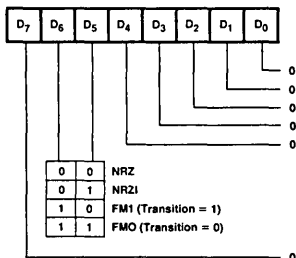 D7 D6 D5 D4 D3 D2 D1 D0
0
0
0
0
0
0 0 NRZ
0 1 NRZI
1 0 FM1 (Transition = 1)
1 1 FMO (Transition = 0)
0